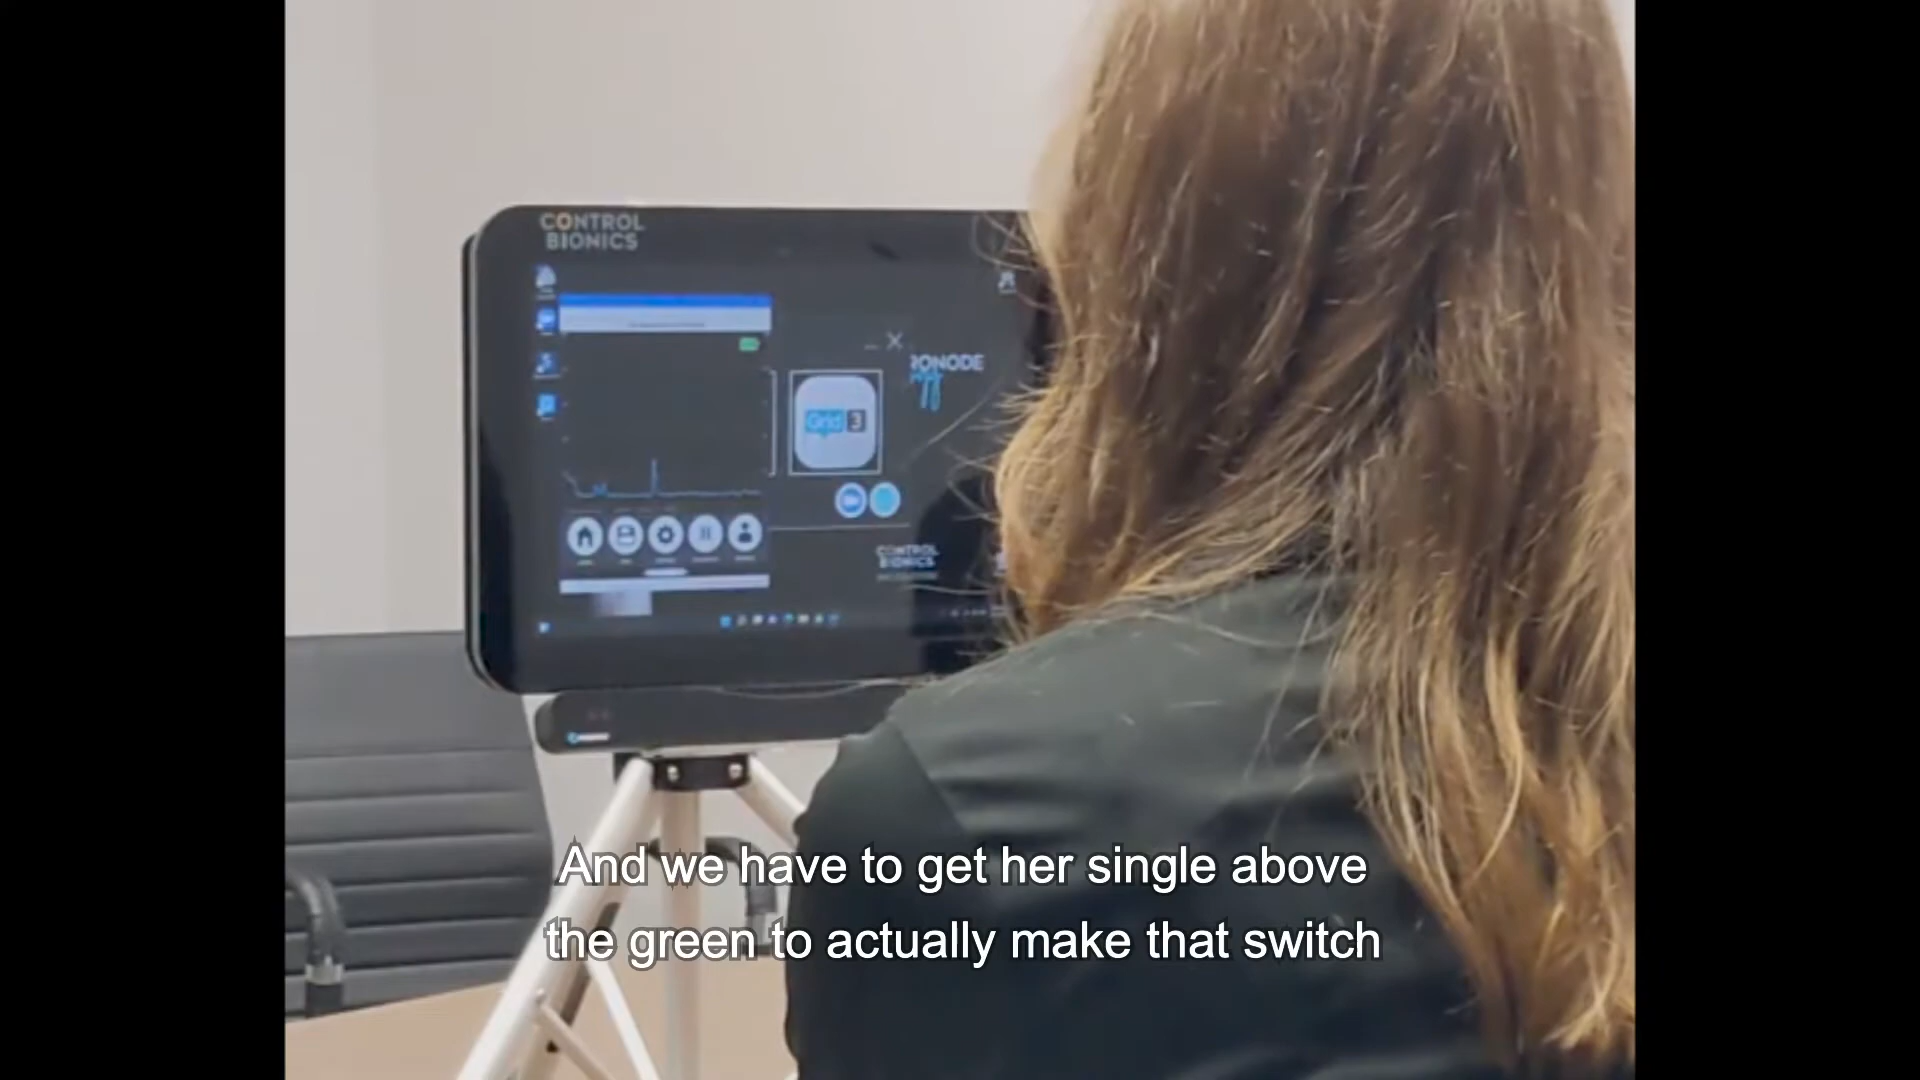 CONTROL
BIONICS
RONODE
Grid 3
CONTROL
BIONICS
And we have to get her single above
the green to actually make that switch